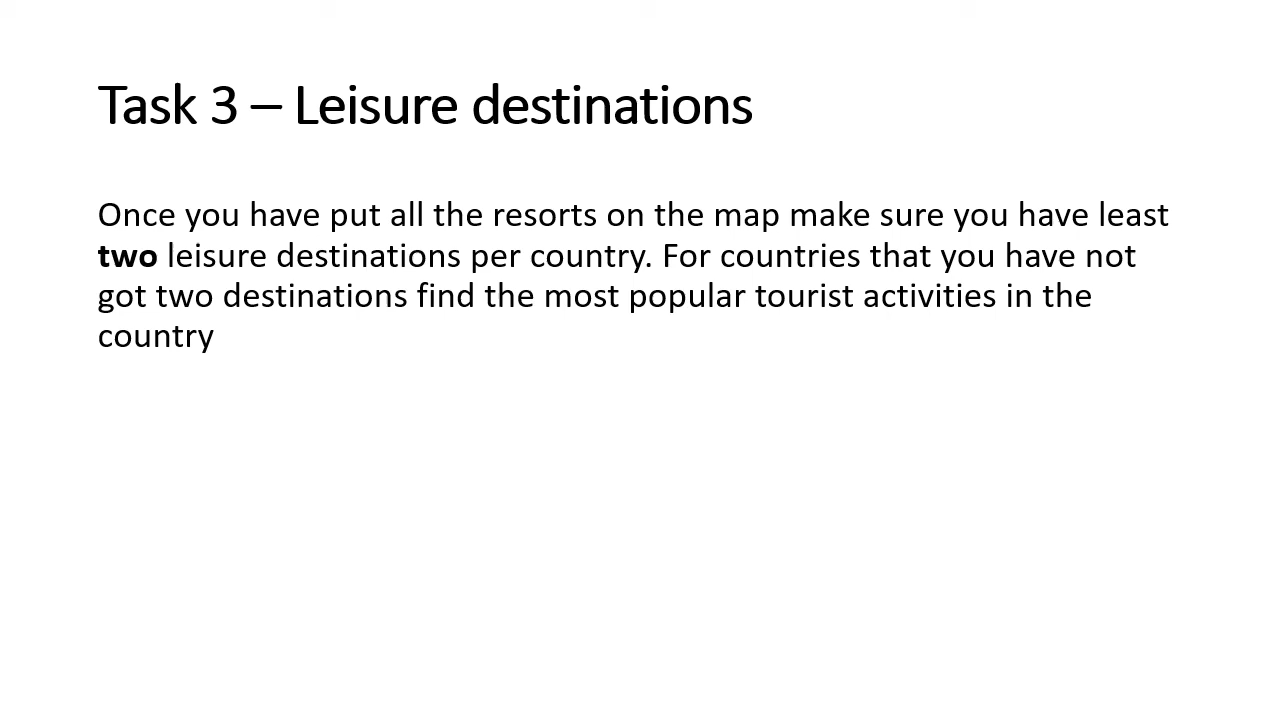 Task 3 – Leisure destinations
Once you have put all the resorts on the map make sure you have least
two leisure destinations per country. For countries that you have not
got two destinations find the most popular tourist activities in the
country